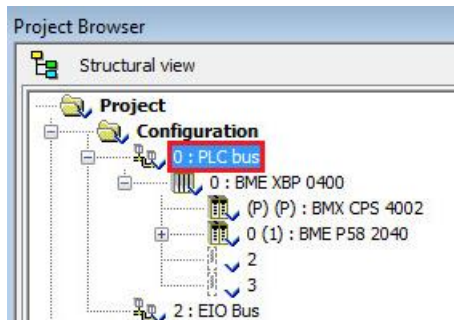 Project Browser
Structural view
Project
Configuration
0 : PLC bus
0 : BME XBP 0400
(P) (P) : BMX CPS 4002
0 (1) : BME P58 2040
2
3
2 : EIO Bus